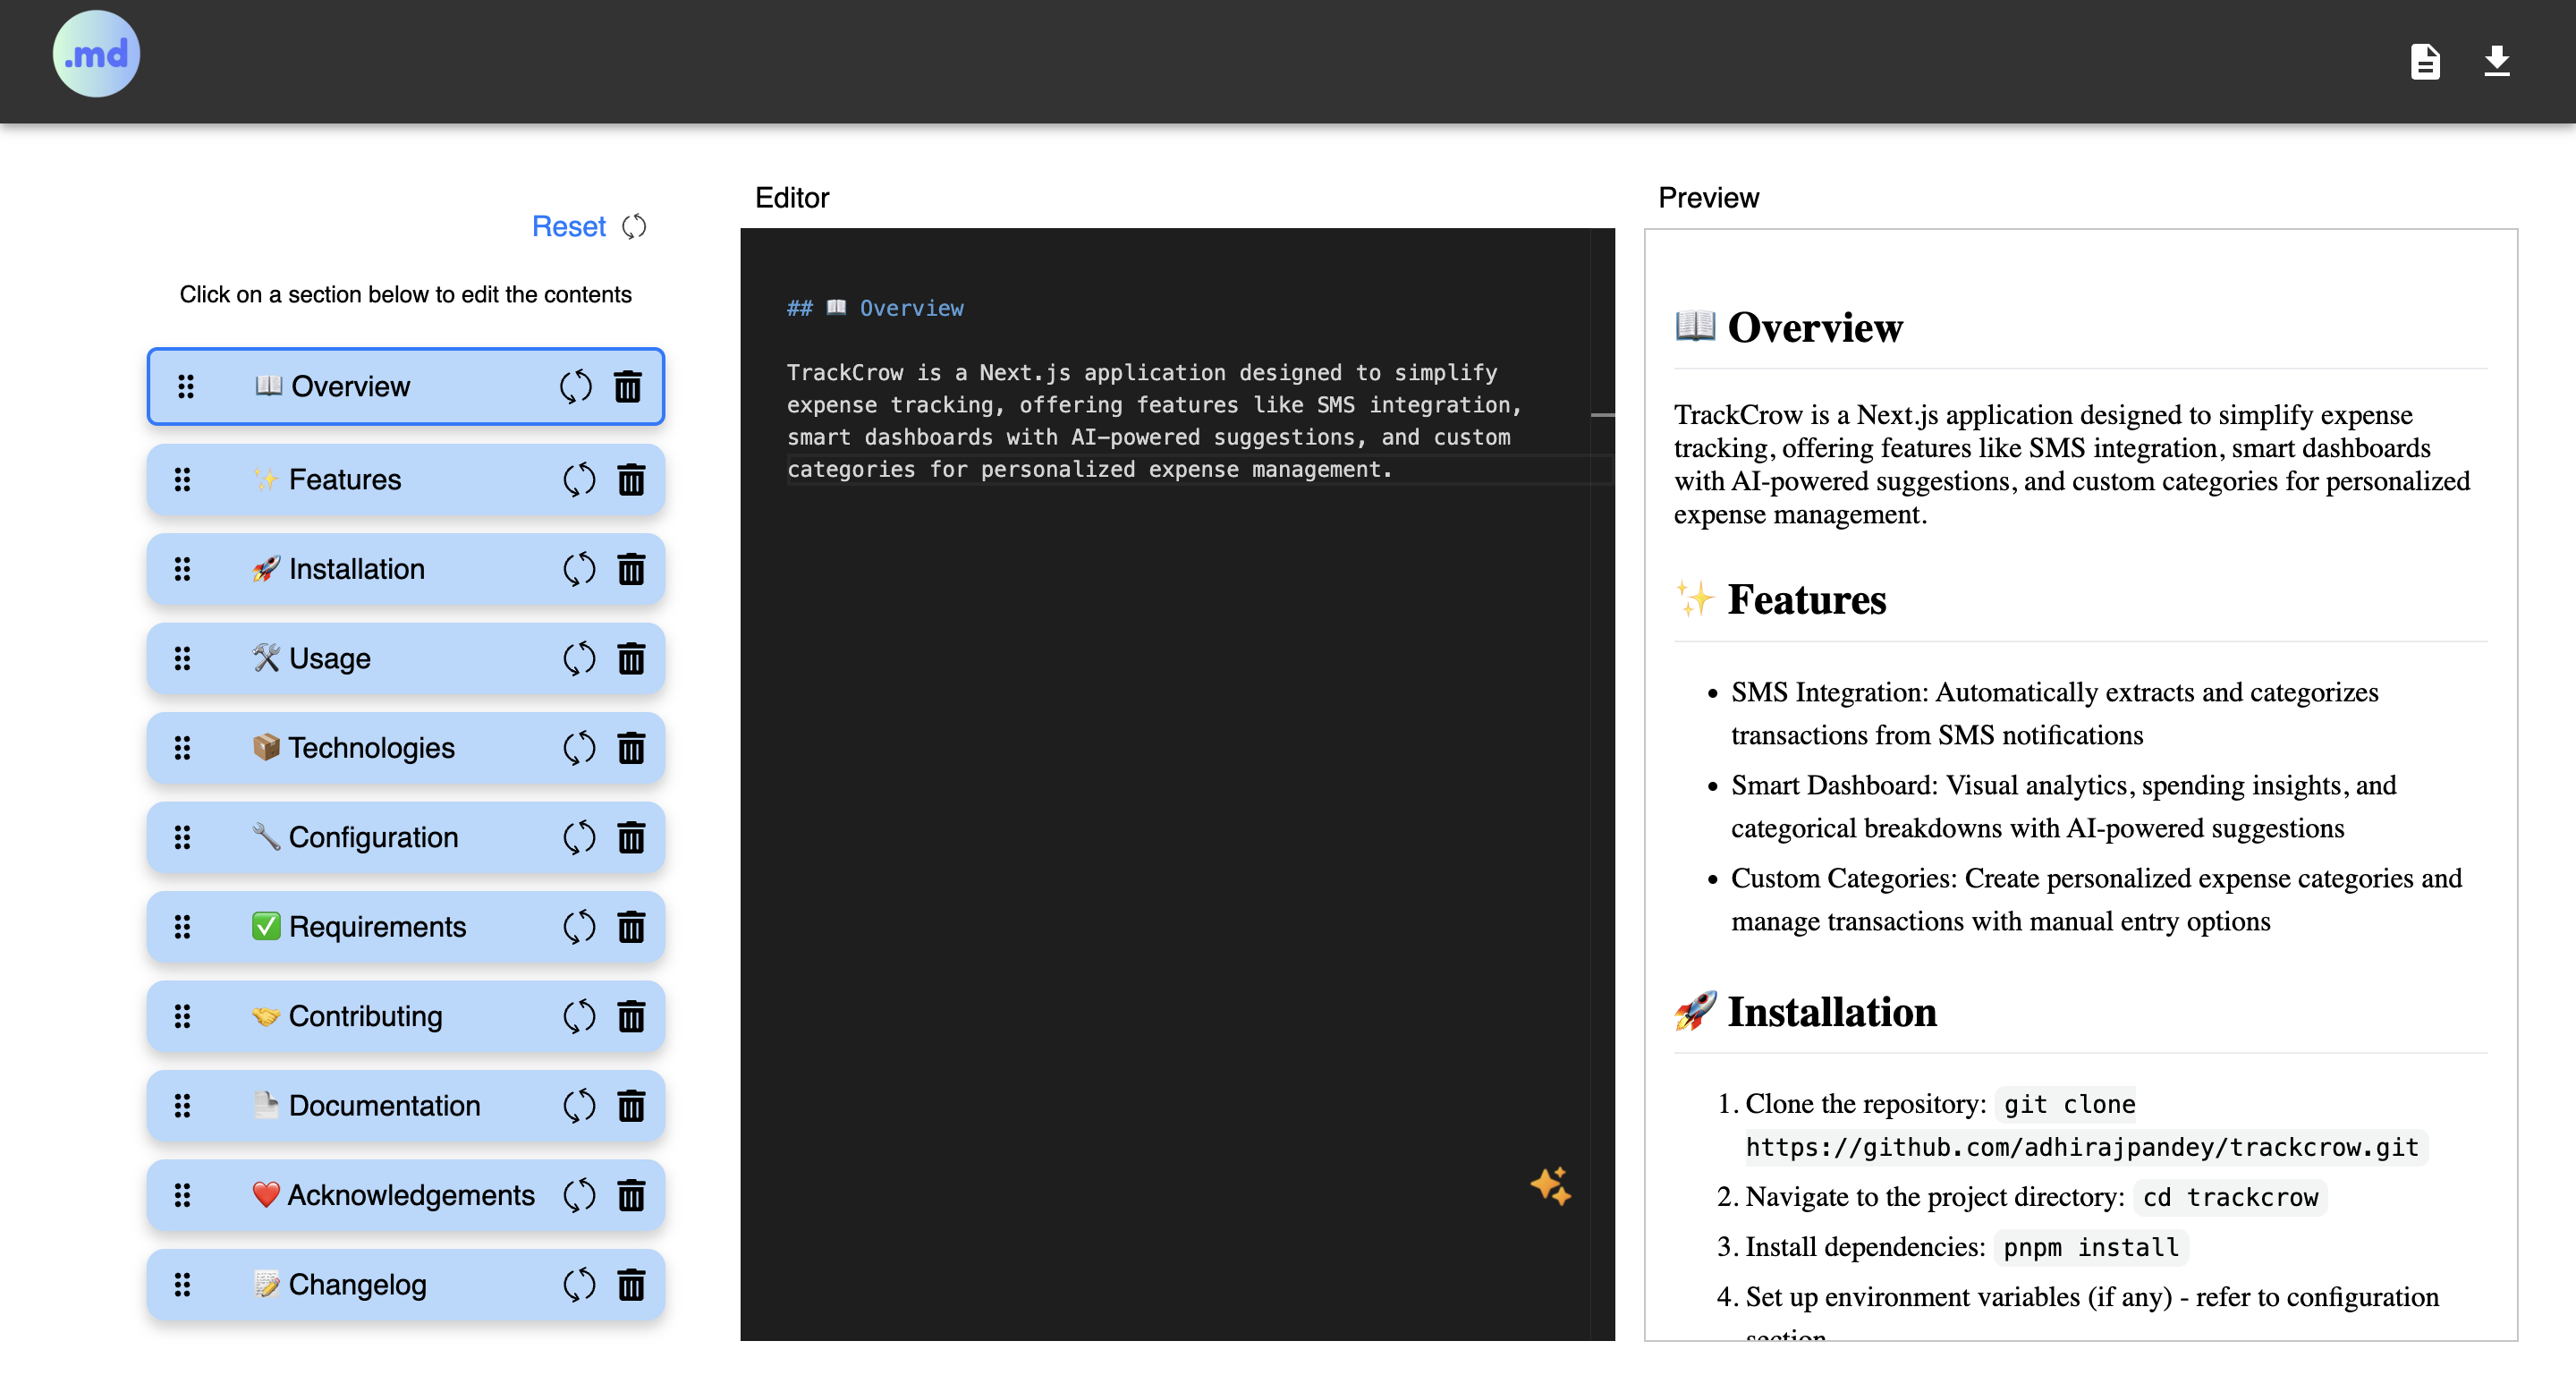 .md
Reset
Click on a section below to edit the contents
📖 Overview
✨ Features
🚀 Installation
🛠️ Usage
📦 Technologies
🔧 Configuration
✅ Requirements
🤝 Contributing
📄 Documentation
❤️ Acknowledgements
📝 Changelog
Editor
## 📖 Overview
TrackCrow is a Next.js application designed to simplify
expense tracking, offering features like SMS integration,
smart dashboards with AI-powered suggestions, and custom
categories for personalized expense management.
Preview
📖 Overview
TrackCrow is a Next.js application designed to simplify expense
tracking, offering features like SMS integration, smart dashboards
with AI-powered suggestions, and custom categories for personalized
expense management.
✨ Features
• SMS Integration: Automatically extracts and categorizes
transactions from SMS notifications
• Smart Dashboard: Visual analytics, spending insights, and
categorical breakdowns with AI-powered suggestions
• Custom Categories: Create personalized expense categories and
manage transactions with manual entry options
🚀 Installation
1. Clone the repository: git clone
https://github.com/adhirajpandey/trackcrow.git
2. Navigate to the project directory: cd trackcrow
3. Install dependencies: pnpm install
4. Set up environment variables (if any) - refer to configuration
section